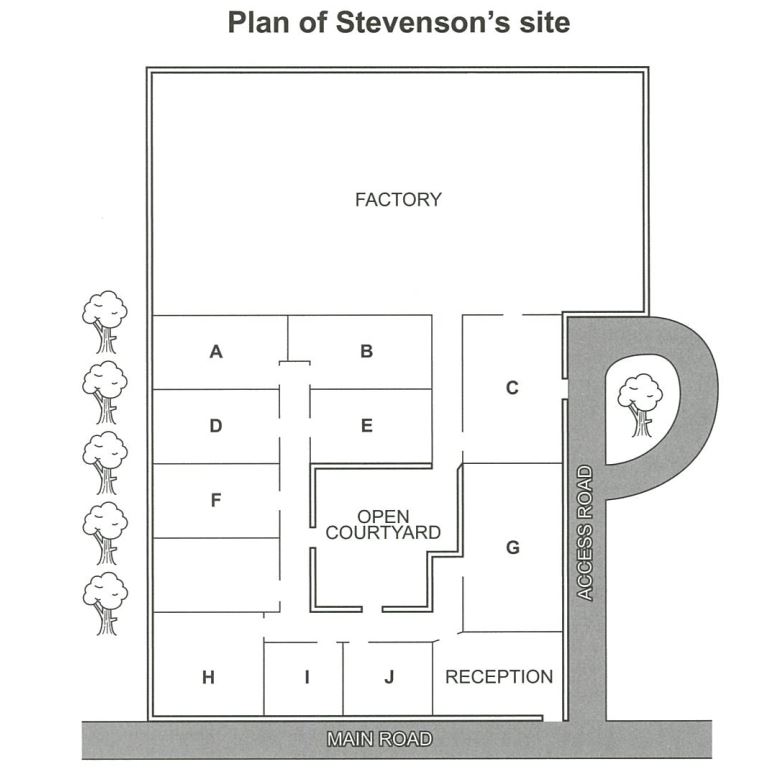 Plan of Stevenson's site
FACTORY
A
B
C
D
E
F
OPEN
COURTYARD
G
ACCESS ROAD
H
I
J
RECEPTION
MAIN ROAD